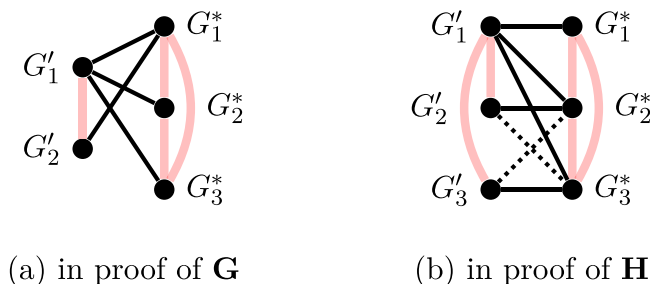 G′₁ G*₁ G′₁ G*₁
G′₂ G*₂ G′₂ G*₂
G*₃ G′₃ G*₃
(a) in proof of G (b) in proof of H